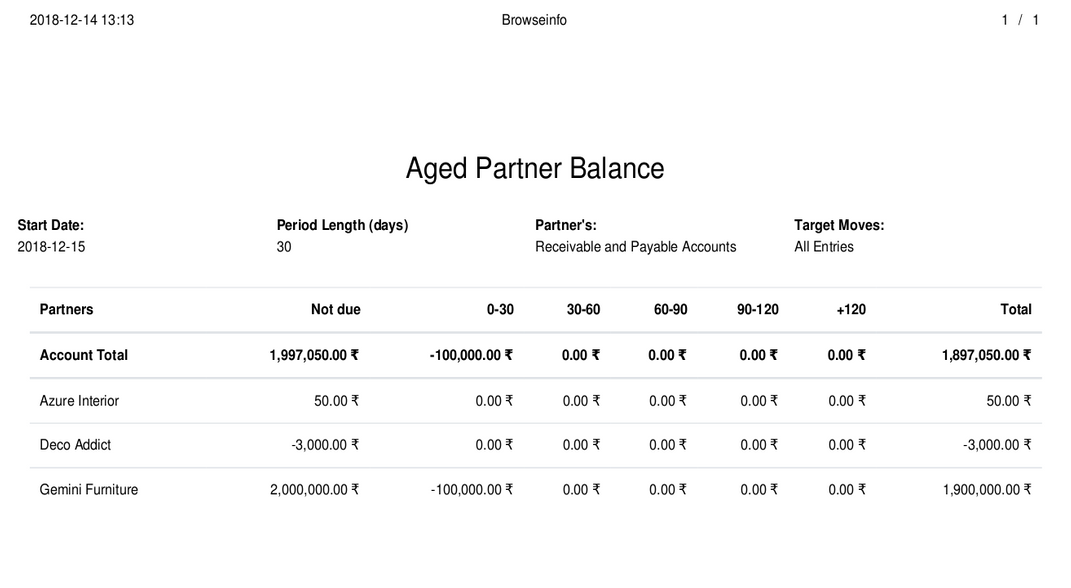 2018-12-14 13:13 Browseinfo 1 / 1
Aged Partner Balance
Start Date: Period Length (days) Partner's: Target Moves:
2018-12-15 30 Receivable and Payable Accounts All Entries
Partners Not due 0-30 30-60 60-90 90-120 +120 Total
Account Total 1,997,050.00 ₹ -100,000.00 ₹ 0.00 ₹ 0.00 ₹ 0.00 ₹ 0.00 ₹ 1,897,050.00 ₹
Azure Interior 50.00 ₹ 0.00 ₹ 0.00 ₹ 0.00 ₹ 0.00 ₹ 0.00 ₹ 50.00 ₹
Deco Addict -3,000.00 ₹ 0.00 ₹ 0.00 ₹ 0.00 ₹ 0.00 ₹ 0.00 ₹ -3,000.00 ₹
Gemini Furniture 2,000,000.00 ₹ -100,000.00 ₹ 0.00 ₹ 0.00 ₹ 0.00 ₹ 0.00 ₹ 1,900,000.00 ₹